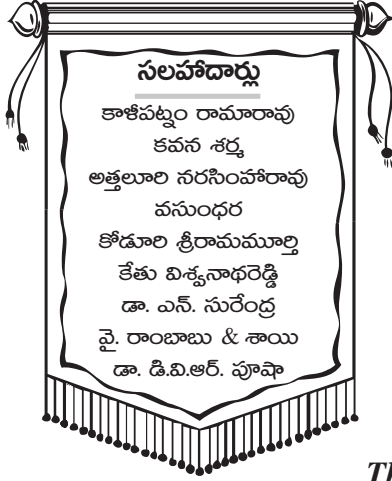 సలహాదార్లు
కాళీపట్నం రామారావు
కవన శర్మ
అత్తలూరి నరసింహారావు
వసుంధర
కోడూరి శ్రీరామమూర్తి
కేతు విశ్వనాథరెడ్డి
డా. ఎన్. సురేంద్ర
వై. రాంబాబు & శాయి
డా. డి.వి.ఆర్. పూషా